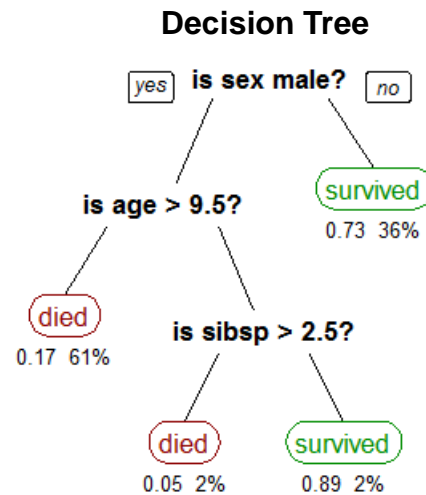 Decision Tree
yes is sex male? no
survived
0.73 36%
is age > 9.5?
died
0.17 61%
is sibsp > 2.5?
died survived
0.05 2% 0.89 2%